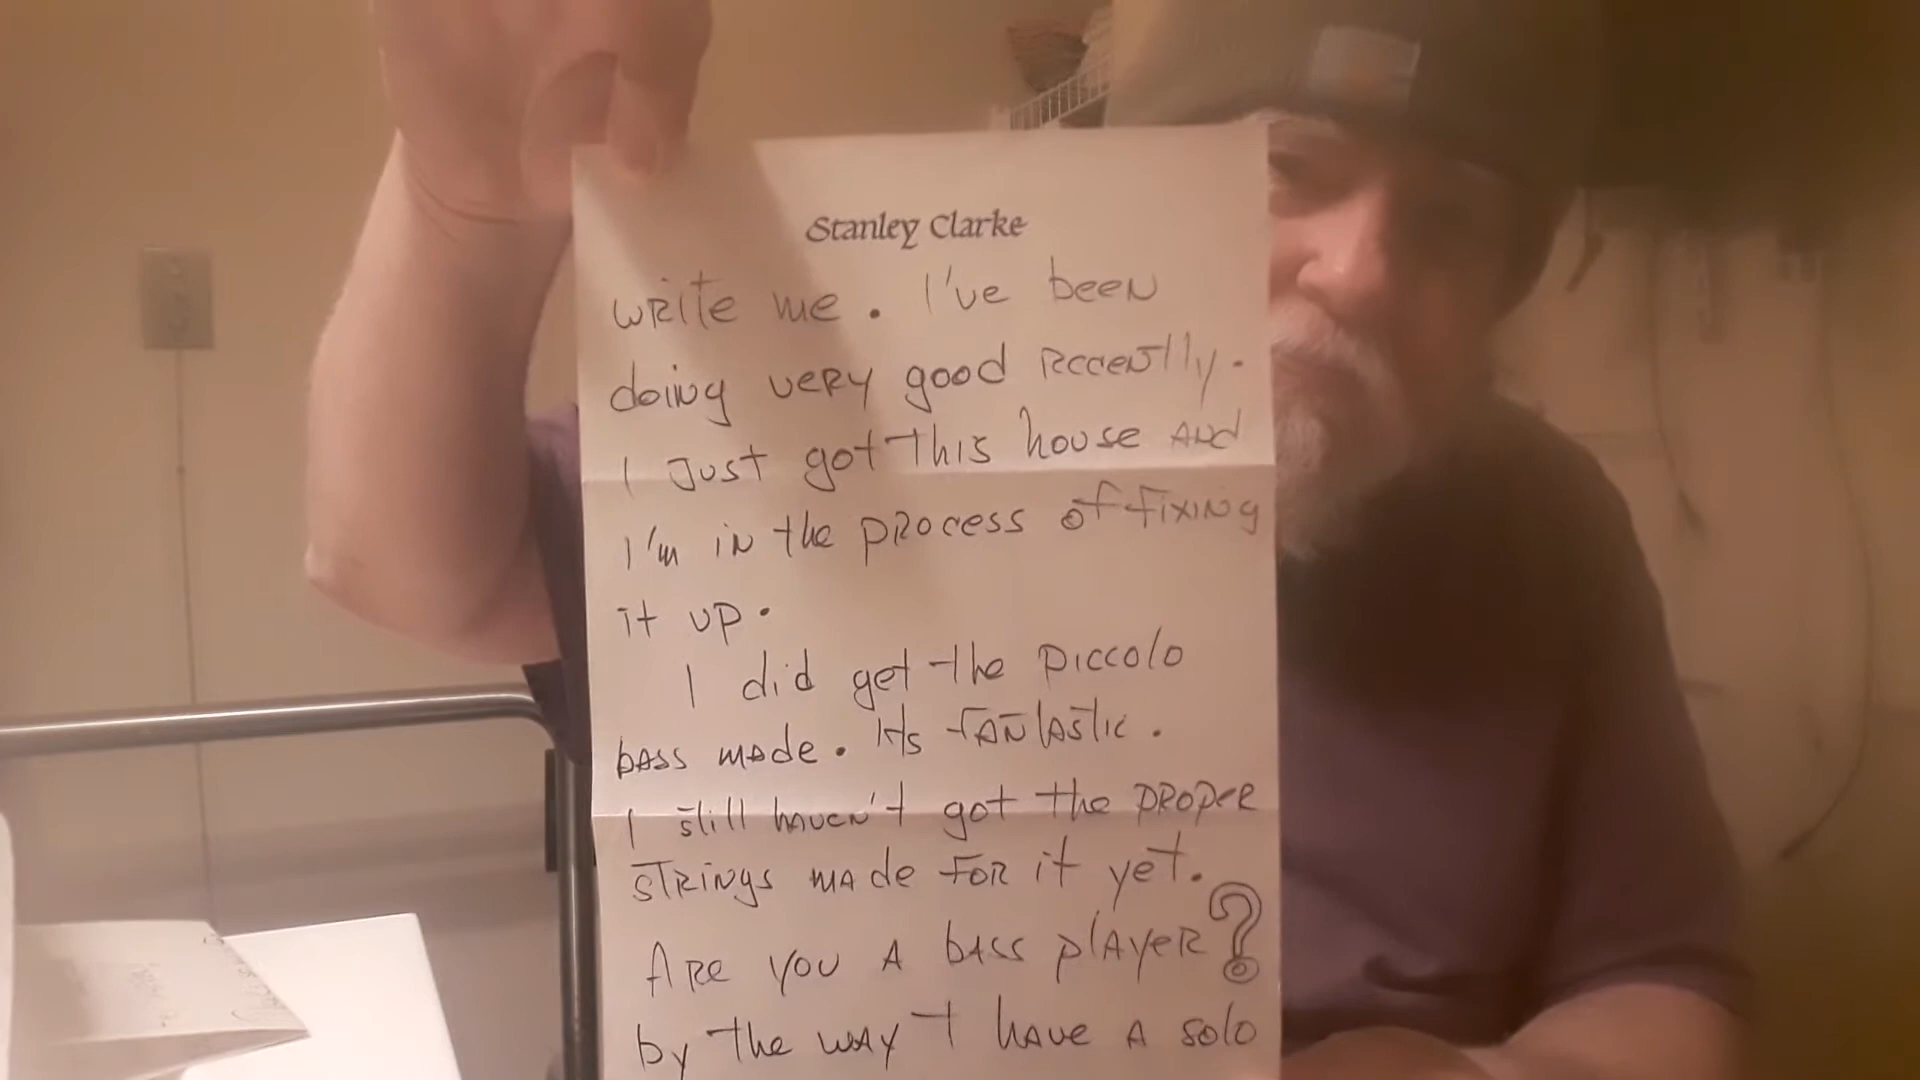 Stanley Clarke
write me. I've been
doing very good recently.
I just got this house and
I'm in the process of fixing
it up.
I did get the piccolo
bass made. It's fantastic.
I still haven't got the proper
strings made for it yet.
Are you a bass player?
by the way I have a solo